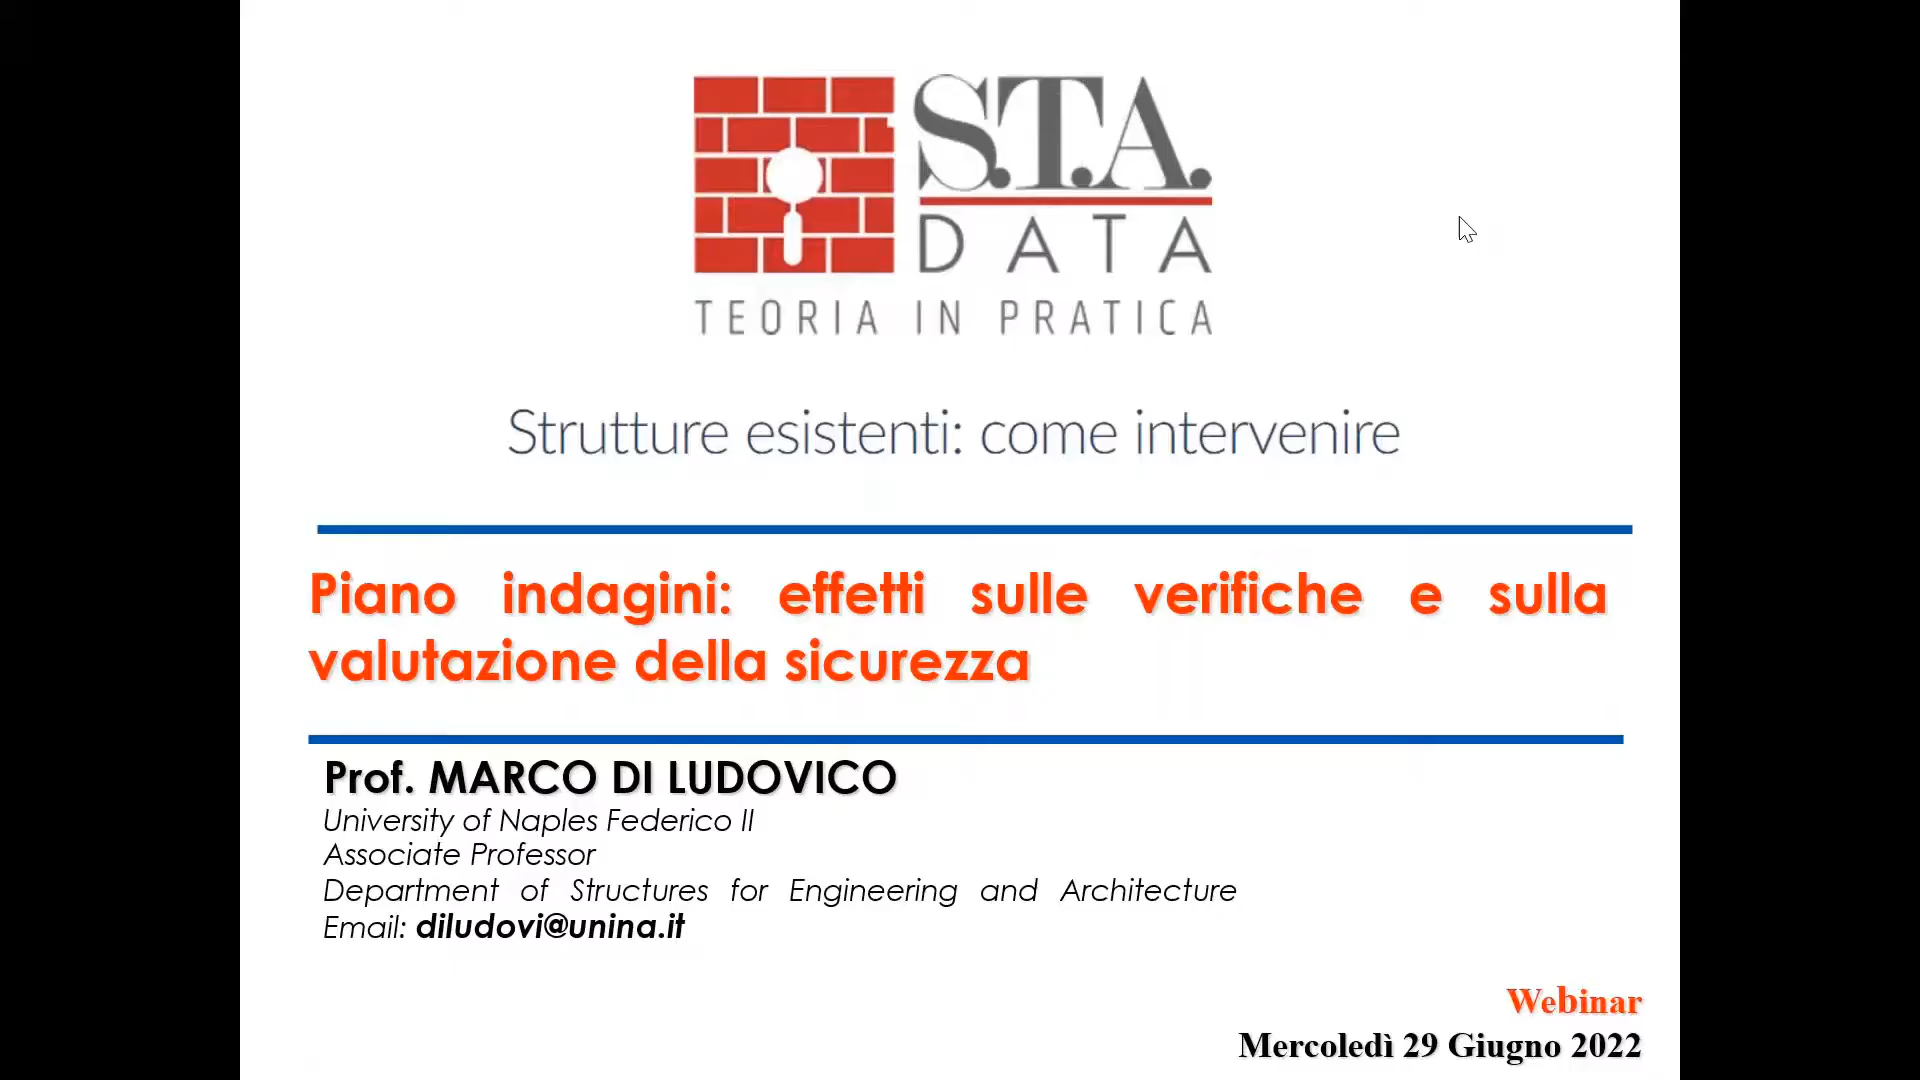 S.T.A.
DATA
TEORIA IN PRATICA
Strutture esistenti: come intervenire
Piano indagini: effetti sulle verifiche e sulla
valutazione della sicurezza
Prof. MARCO DI LUDOVICO
University of Naples Federico II
Associate Professor
Department of Structures for Engineering and Architecture
Email: diludovi@unina.it
Webinar
Mercoledì 29 Giugno 2022